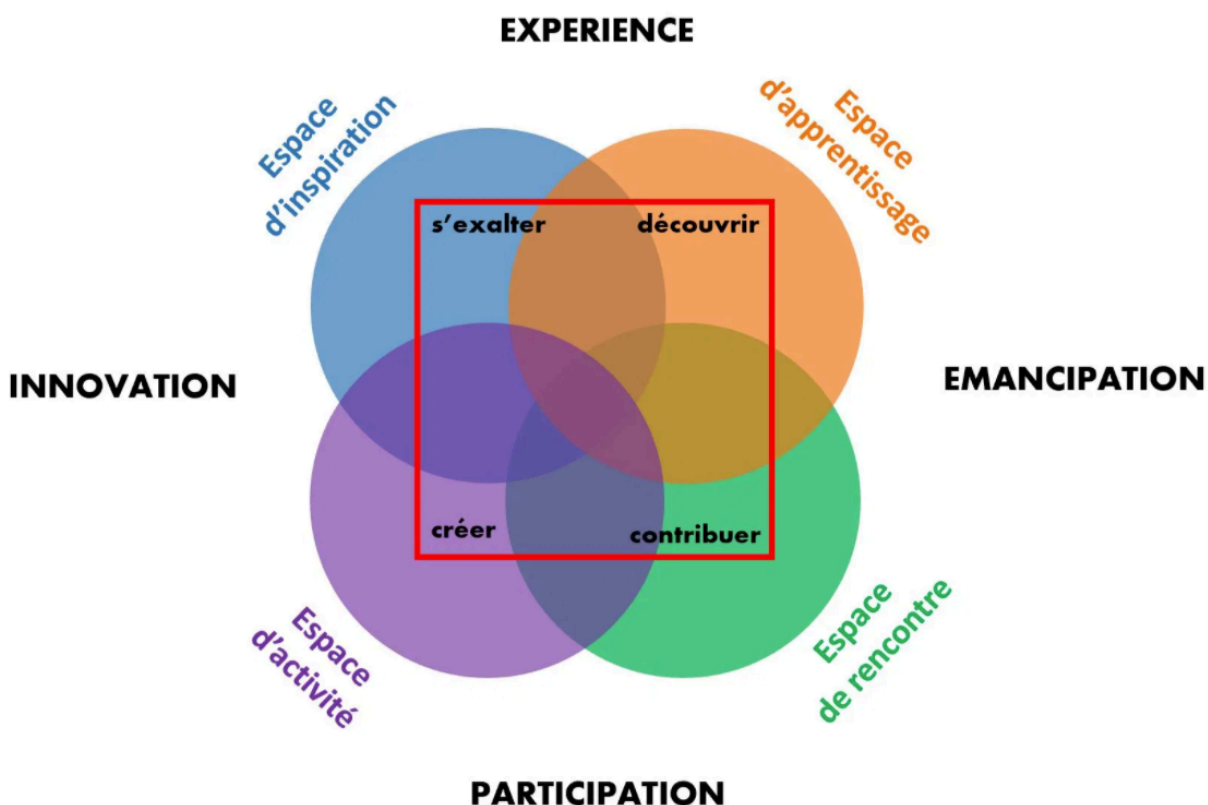 EXPERIENCE
Espace
d’inspiration
Espace
d’apprentissage
s’exalter
découvrir
INNOVATION
EMANCIPATION
créer
contribuer
Espace
d’activité
Espace
de rencontre
PARTICIPATION